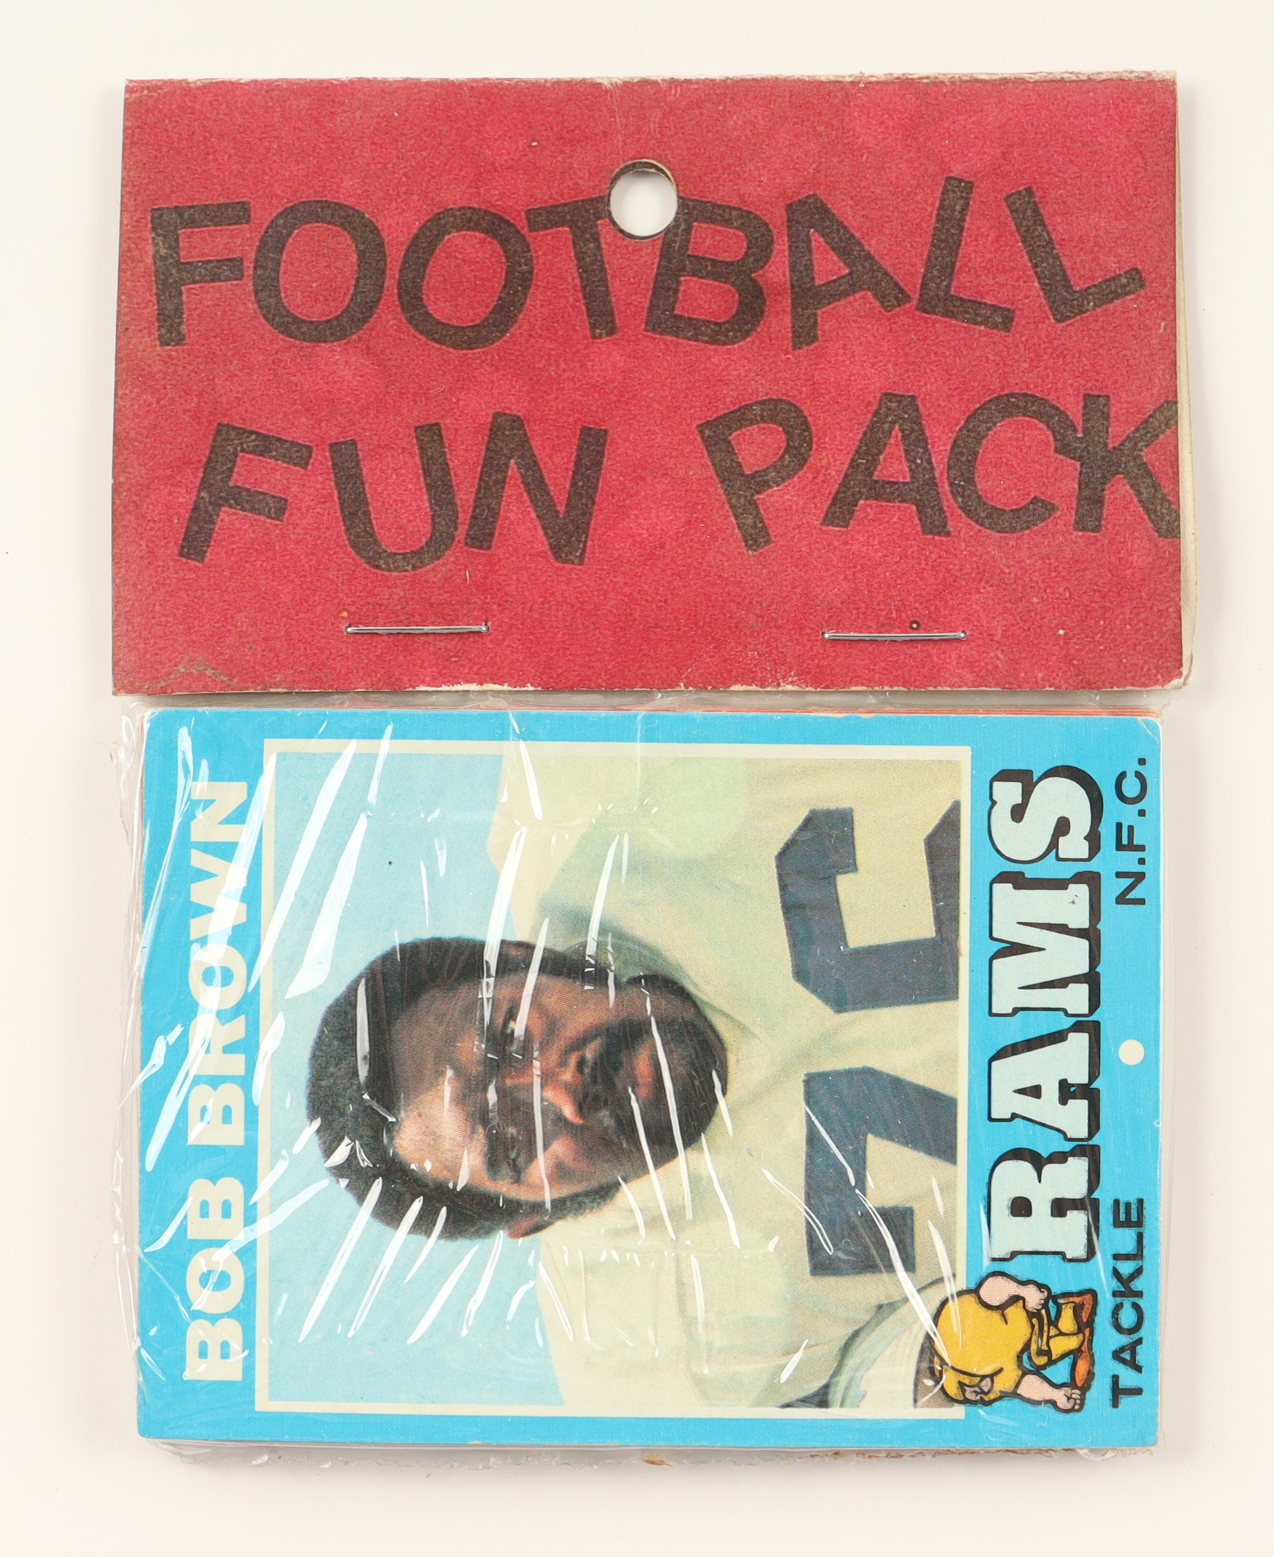 FOOTBALL
FUN PACK
BOB BROWN
RAMS
TACKLE N.F.C.